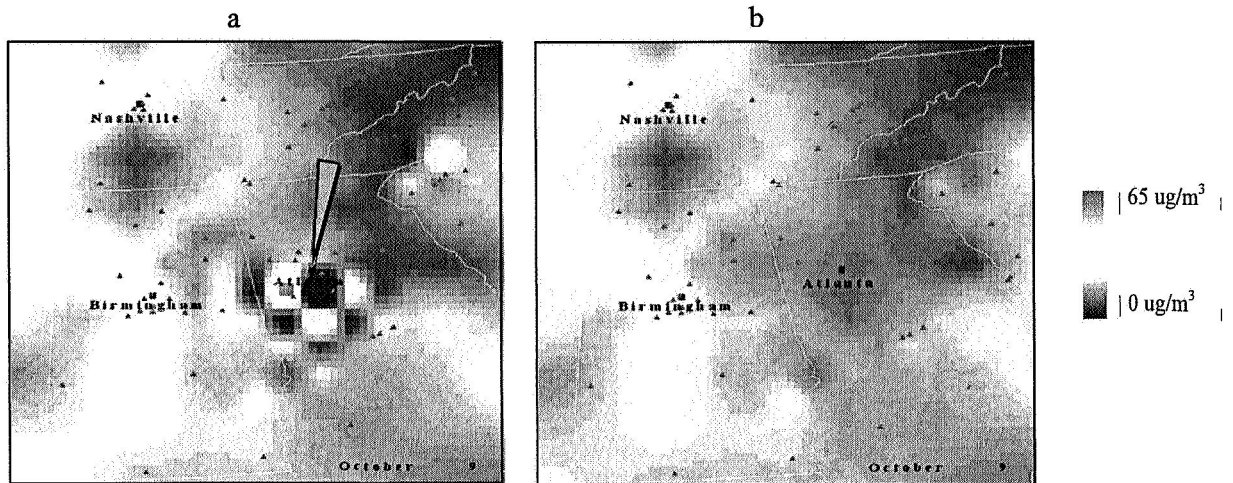 a
b
Nashville
Birmingham
October 9
Nashville
Atlanta
Birmingham
October 9
| 65 ug/m³ |
| 0 ug/m³ |